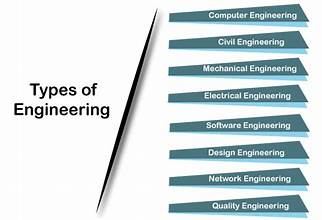 Types of
Engineering
Computer Engineering
Civil Engineering
Mechanical Engineering
Electrical Engineering
Software Engineering
Design Engineering
Network Engineering
Quality Engineering